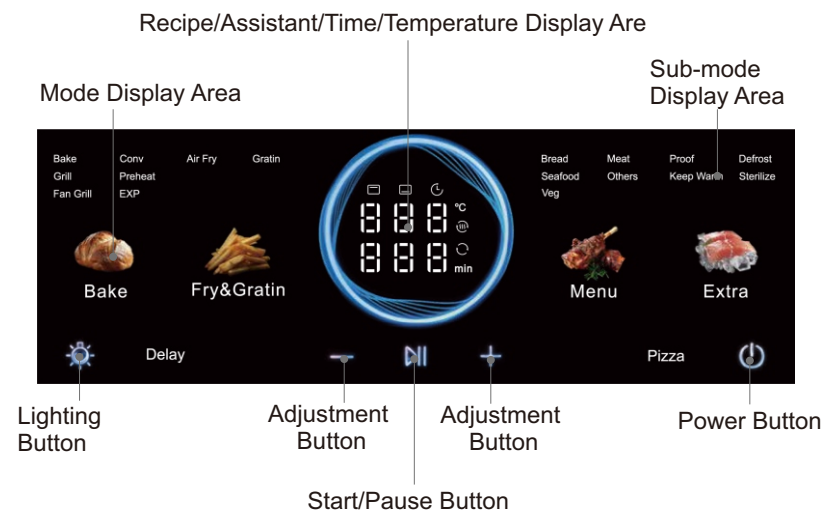 Recipe/Assistant/Time/Temperature Display Are
Mode Display Area
Sub-mode
Display Area
Bake Conv Air Fry Gratin
Grill Preheat
Fan Grill EXP
Bread Meat Proof Defrost
Seafood Others Keep Warm Sterilize
Veg
888 °C
888 min
Bake
Fry&Gratin
Menu
Extra
Delay
Pizza
Lighting
Button
Adjustment
Button
Adjustment
Button
Power Button
Start/Pause Button